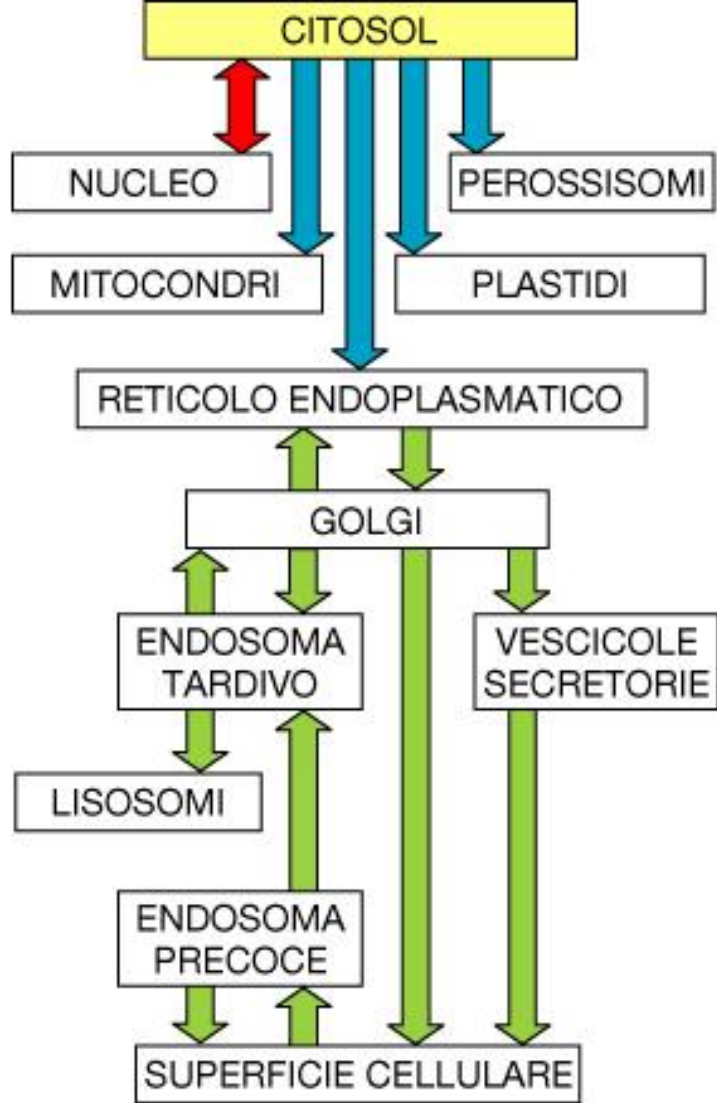 CITOSOL
NUCLEO
PEROSSISOMI
MITOCONDRI
PLASTIDI
RETICOLO ENDOPLASMATICO
GOLGI
ENDOSOMA
TARDIVO
VESCICOLE
SECRETORIE
LISOSOMI
ENDOSOMA
PRECOCE
SUPERFICIE CELLULARE